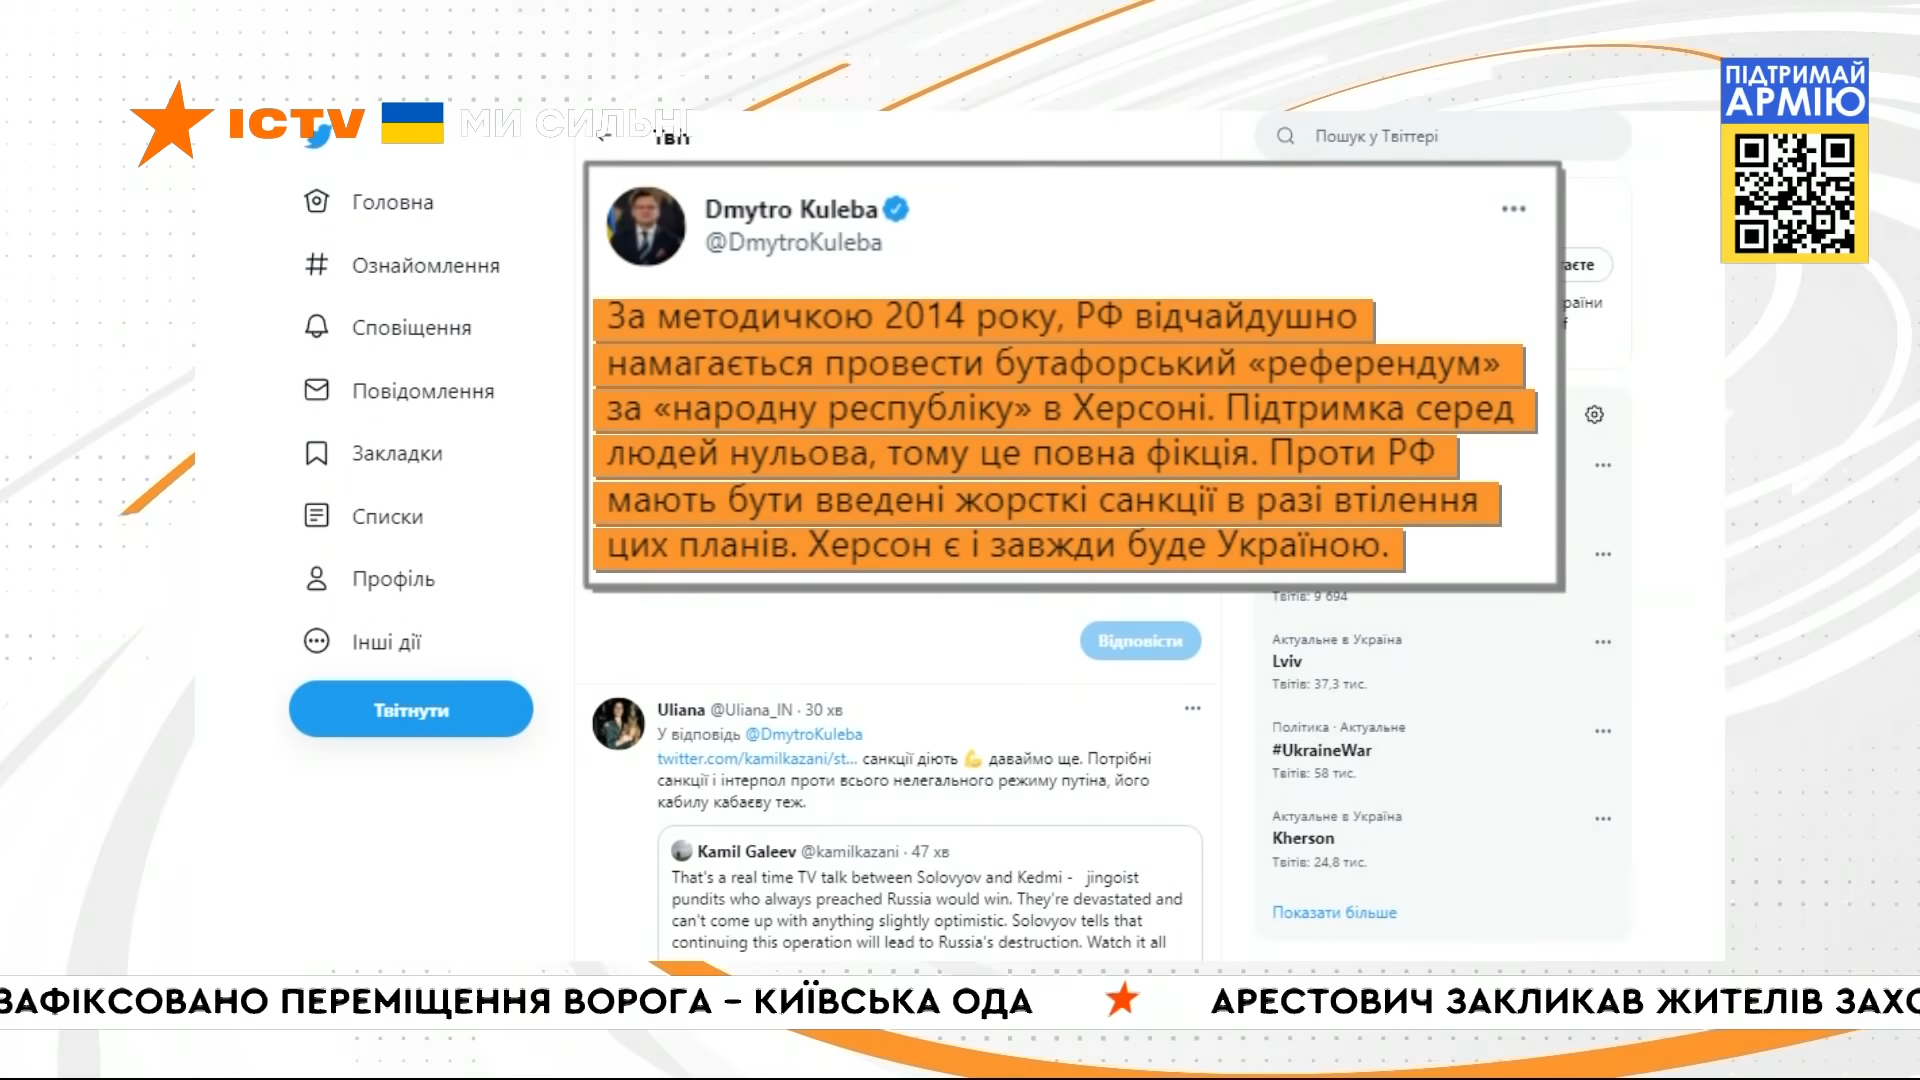 ICTV
МИ СИЛЬНІ
ПІДТРИМАЙ
АРМІЮ
Твіт
Пошук у Твіттері
Головна
Ознайомлення
Сповіщення
Повідомлення
Закладки
Списки
Профіль
Інші дії
Твітнути
Dmytro Kuleba
@DmytroKuleba
За методичкою 2014 року, РФ відчайдушно
намагається провести бутафорський «референдум»
за «народну республіку» в Херсоні. Підтримка серед
людей нульова, тому це повна фікція. Проти РФ
мають бути введені жорсткі санкції в разі втілення
цих планів. Херсон є і завжди буде Україною.
Відповісти
Uliana @Uliana_IN · 30 хв
У відповідь @DmytroKuleba
twitter.com/kamilkazani/st... санкції діють 💪 даваймо ще. Потрібні
санкції і інтерпол проти всього нелегального режиму путіна, його
кабилу кабаєву теж.
Kamil Galeev @kamilkazani · 47 хв
That's a real time TV talk between Solovyov and Kedmi - jingoist
pundits who always preached Russia would win. They're devastated and
can't come up with anything slightly optimistic. Solovyov tells that
continuing this operation will lead to Russia's destruction. Watch it all
Твітів: 9 694
Актуальне в Україна
Lviv
Твітів: 37,3 тис.
Політика · Актуальне
#UkraineWar
Твітів: 58 тис.
Актуальне в Україна
Kherson
Твітів: 24,8 тис.
Показати більше
ЗАФІКСОВАНО ПЕРЕМІЩЕННЯ ВОРОГА – КИЇВСЬКА ОДА ★ АРЕСТОВИЧ ЗАКЛИКАВ ЖИТЕЛІВ ЗАХО